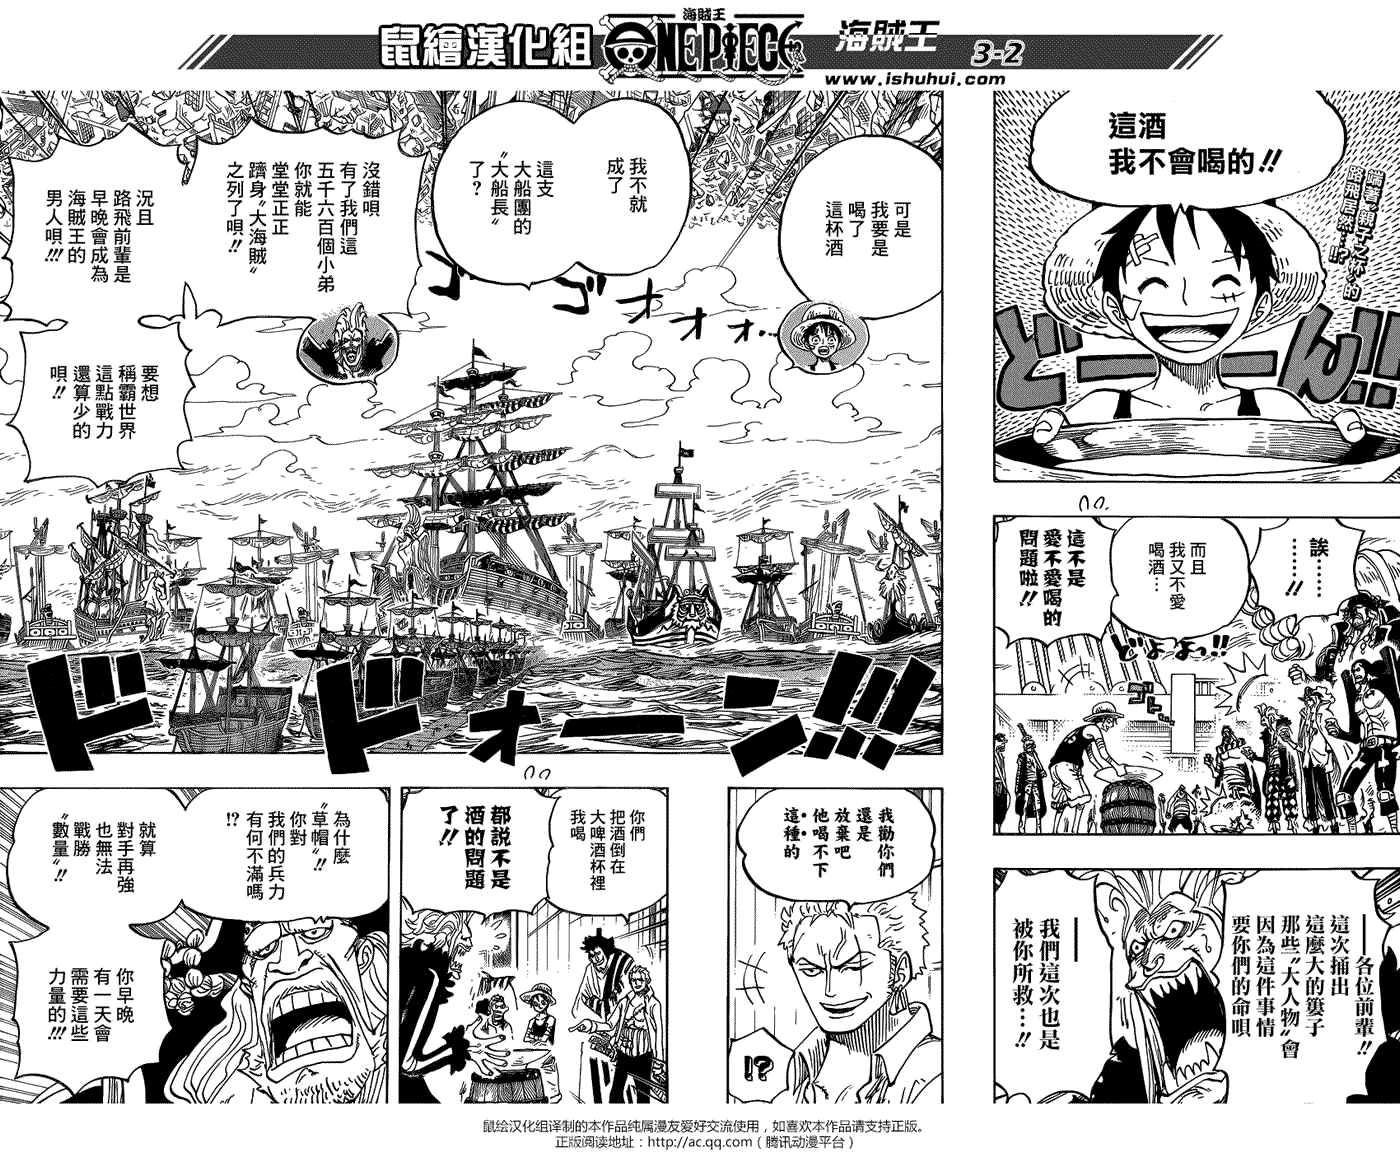 鼠繪漢化組
海賊王
ONE PIECE
海賊王
3-2
www.ishuhui.com
這酒
我不會喝的!!
どーーん!!
誒………
……!!
而且
我又不愛
喝酒…
這不是
愛不愛喝的
問題啦!!
どよよっ!!
ゴト…
——各位前輩!!
這次捅出
這麼大的簍子
那些〝大人物〞會
因為這件事情
要你們的命唄
——
我們這次也是
被你所救…!!
可是
我要是
喝了
這杯酒
我不就
成了
這支
大船團的
〝大船長〞
了?
沒錯唄
有了我們這
五千六百個小弟
你就能
堂堂正正
躋身〝大海賊〞
之列了唄!!
況且
路飛前輩是
早晚會成為
海賊王的
男人唄!!!
要想
稱霸世界
這點戰力
還算少的
唄!!
ゴゴゴォォォォ…
ドドォーーン!!!
我勸你們
還是
放棄吧
他喝不下
這種的
!?
你們
把酒倒在
大啤酒杯裡
我喝
都說不是
酒的問題
了!!
為什麼
〝草帽〞!!
你對
我們的兵力
有何不滿嗎
!?
就算
對手再強
也無法
戰勝
〝數量〞!!
你早晚
有一天會
需要這些
力量的!!!
鼠绘汉化组译制的本作品纯属漫友爱好交流使用，如喜欢本作品请支持正版。
正版阅读地址：http://ac.qq.com（腾讯动漫平台）